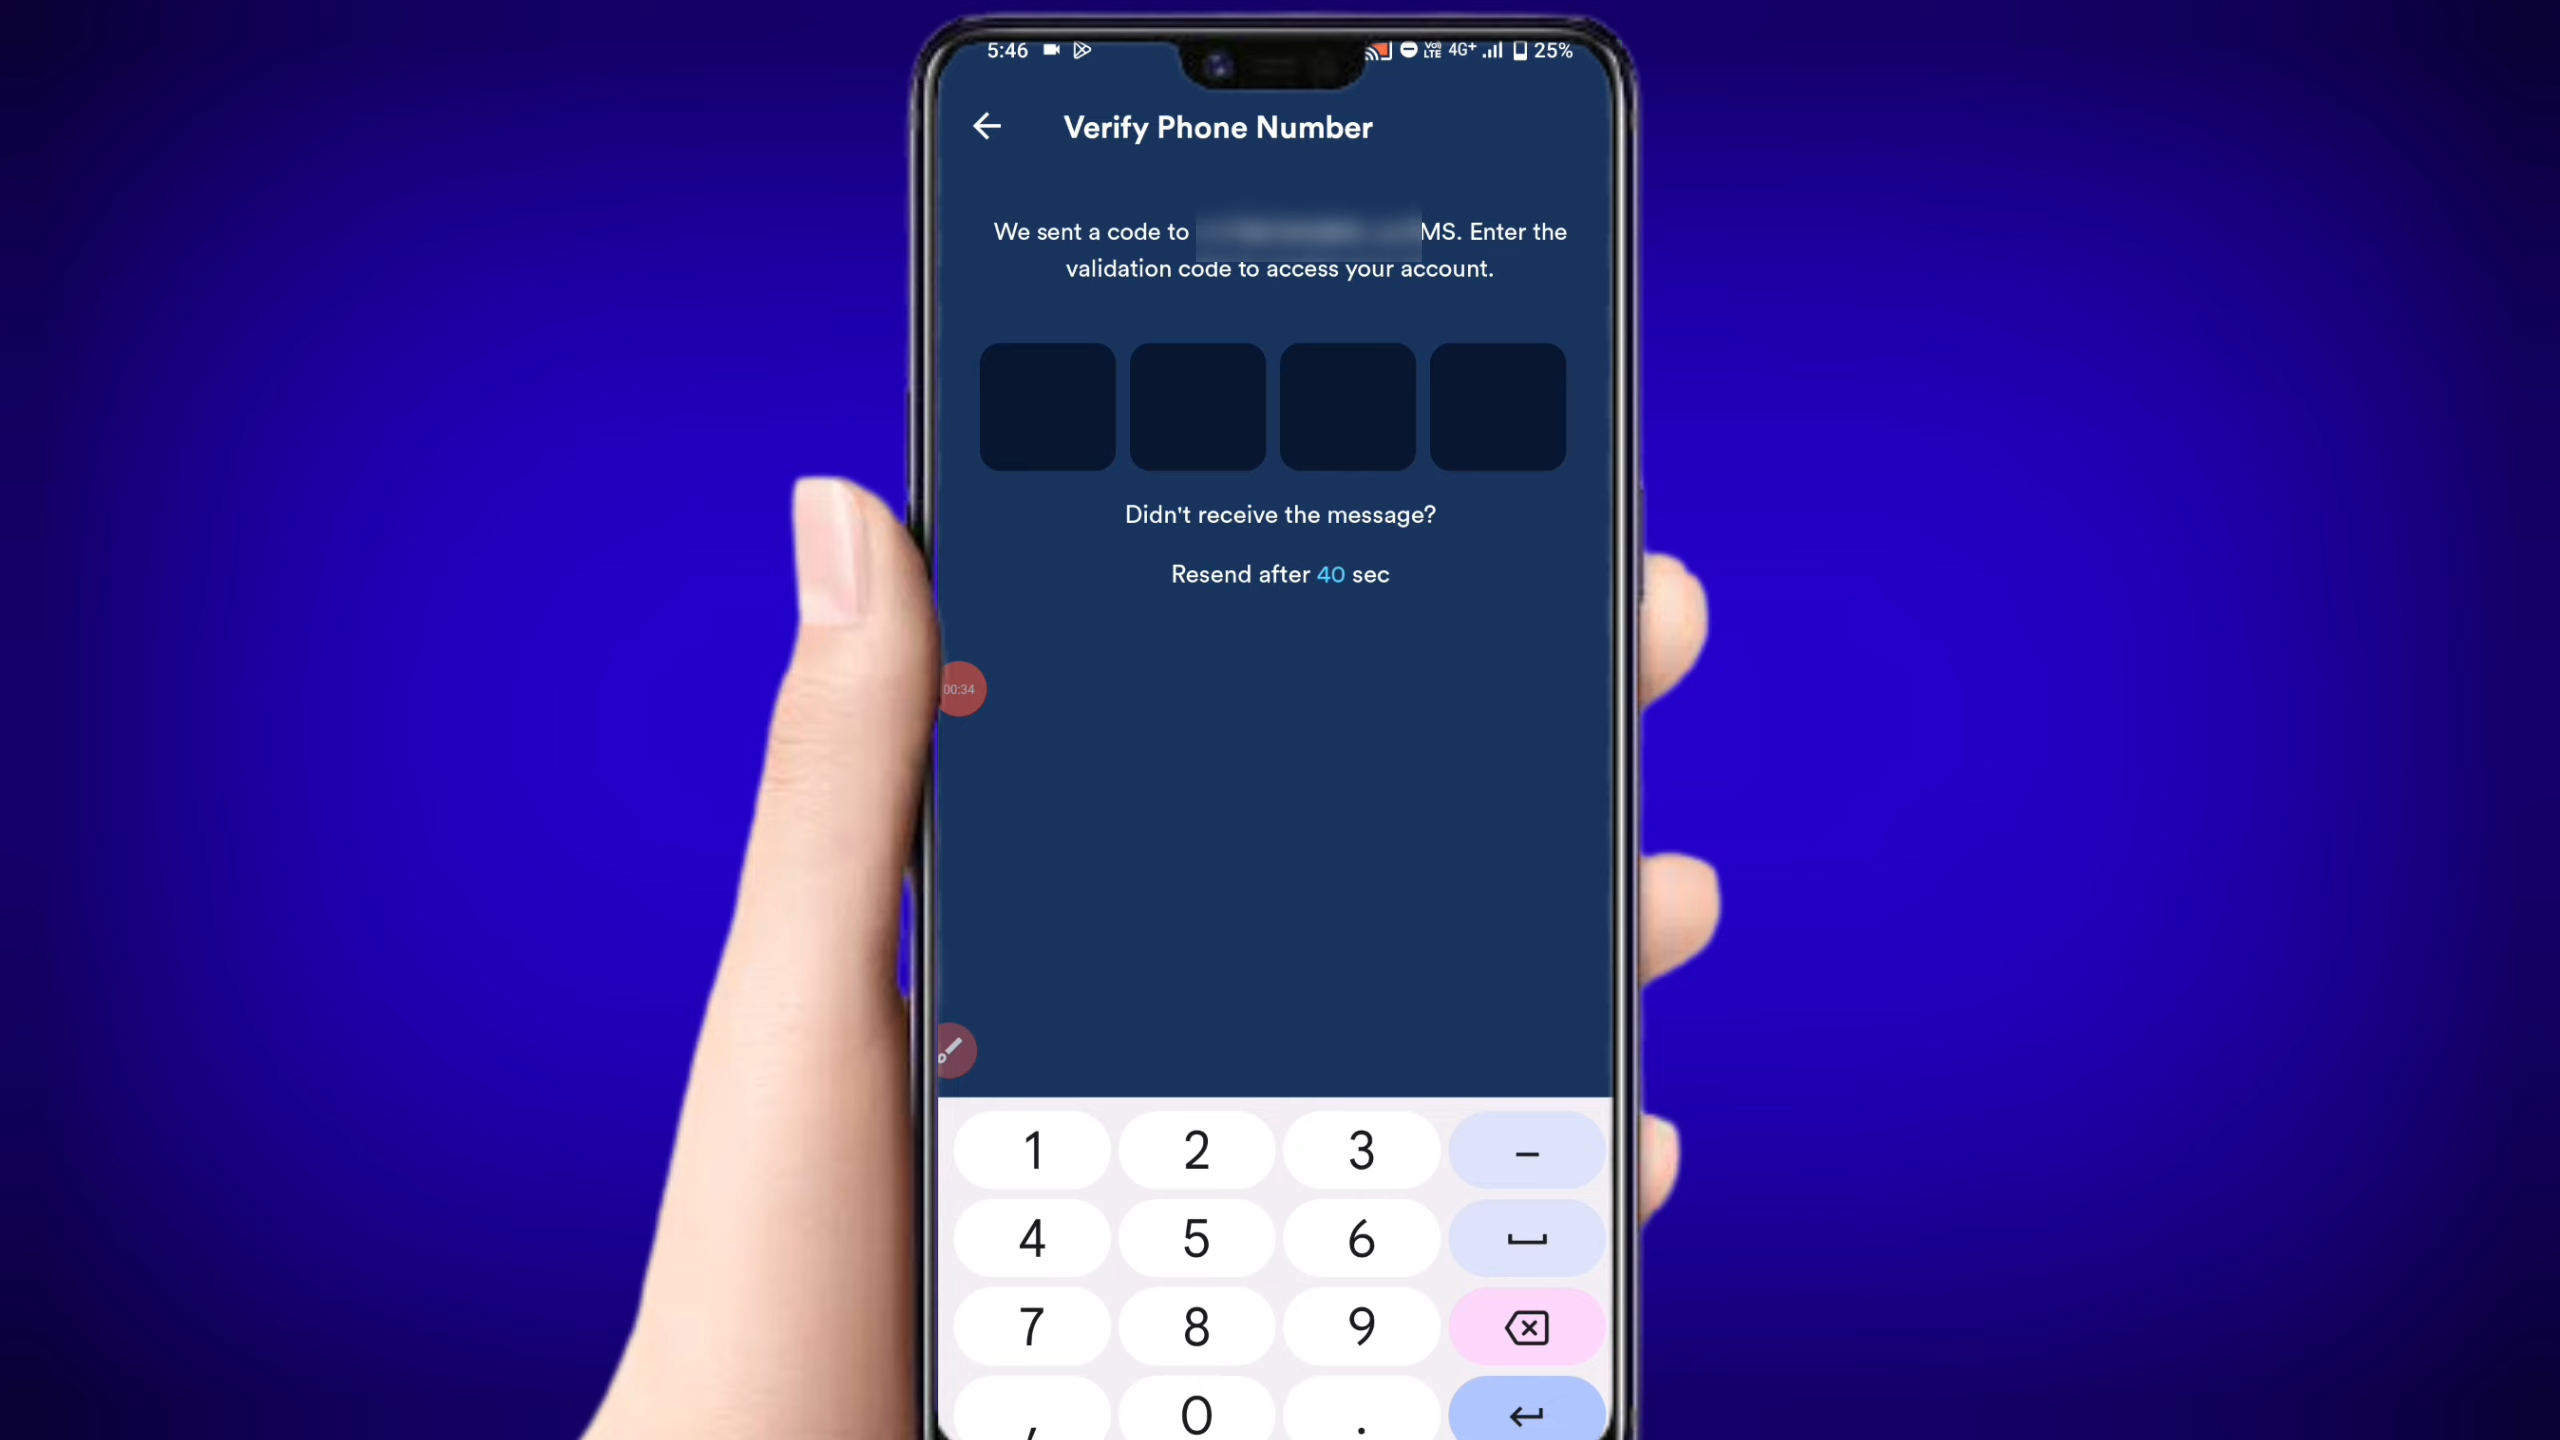 5:46 VoLTE 4G+ 25%
Verify Phone Number
We sent a code to MS. Enter the
validation code to access your account.
Didn't receive the message?
Resend after 40 sec
00:34
1 2 3 –
4 5 6
7 8 9
, 0 .